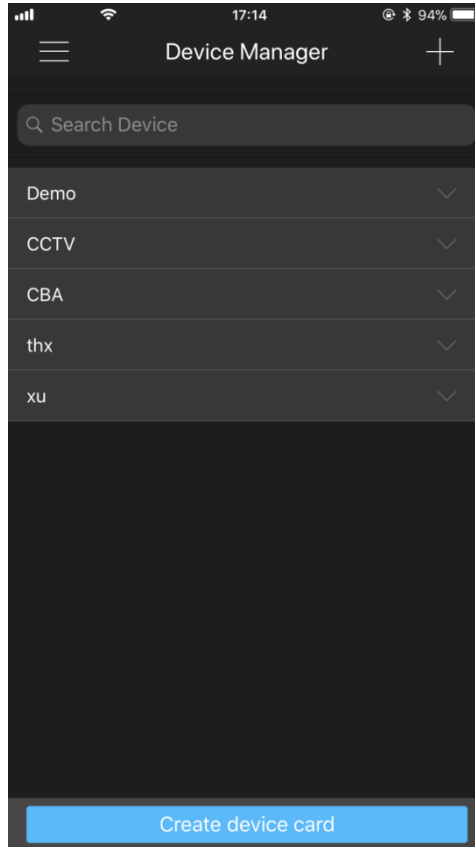 17:14
94%
Device Manager
Search Device
Demo
CCTV
CBA
thx
xu
Create device card